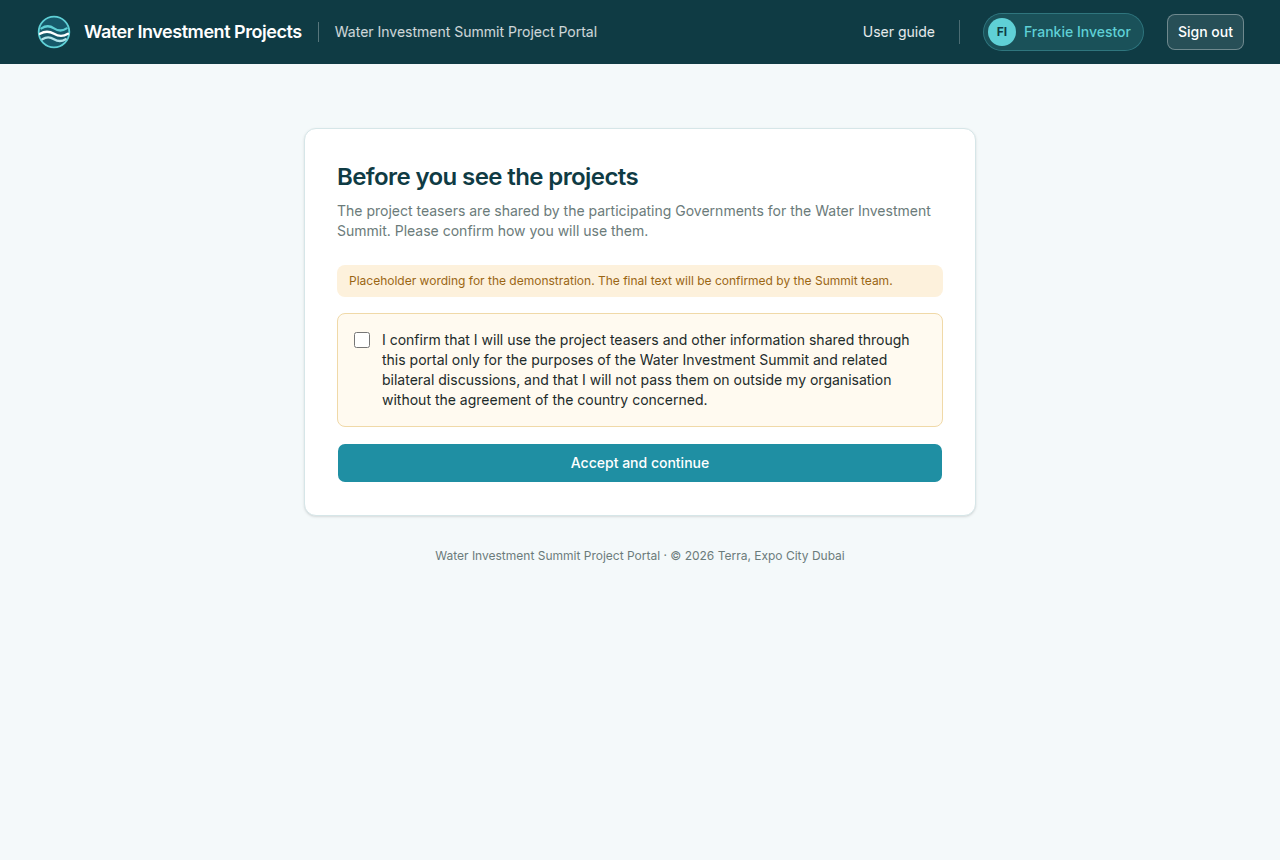 Water Investment Projects
Water Investment Summit Project Portal
User guide
FI
Frankie Investor
Sign out
Before you see the projects
The project teasers are shared by the participating Governments for the Water Investment
Summit. Please confirm how you will use them.
Placeholder wording for the demonstration. The final text will be confirmed by the Summit team.
I confirm that I will use the project teasers and other information shared through
this portal only for the purposes of the Water Investment Summit and related
bilateral discussions, and that I will not pass them on outside my organisation
without the agreement of the country concerned.
Accept and continue
Water Investment Summit Project Portal · © 2026 Terra, Expo City Dubai